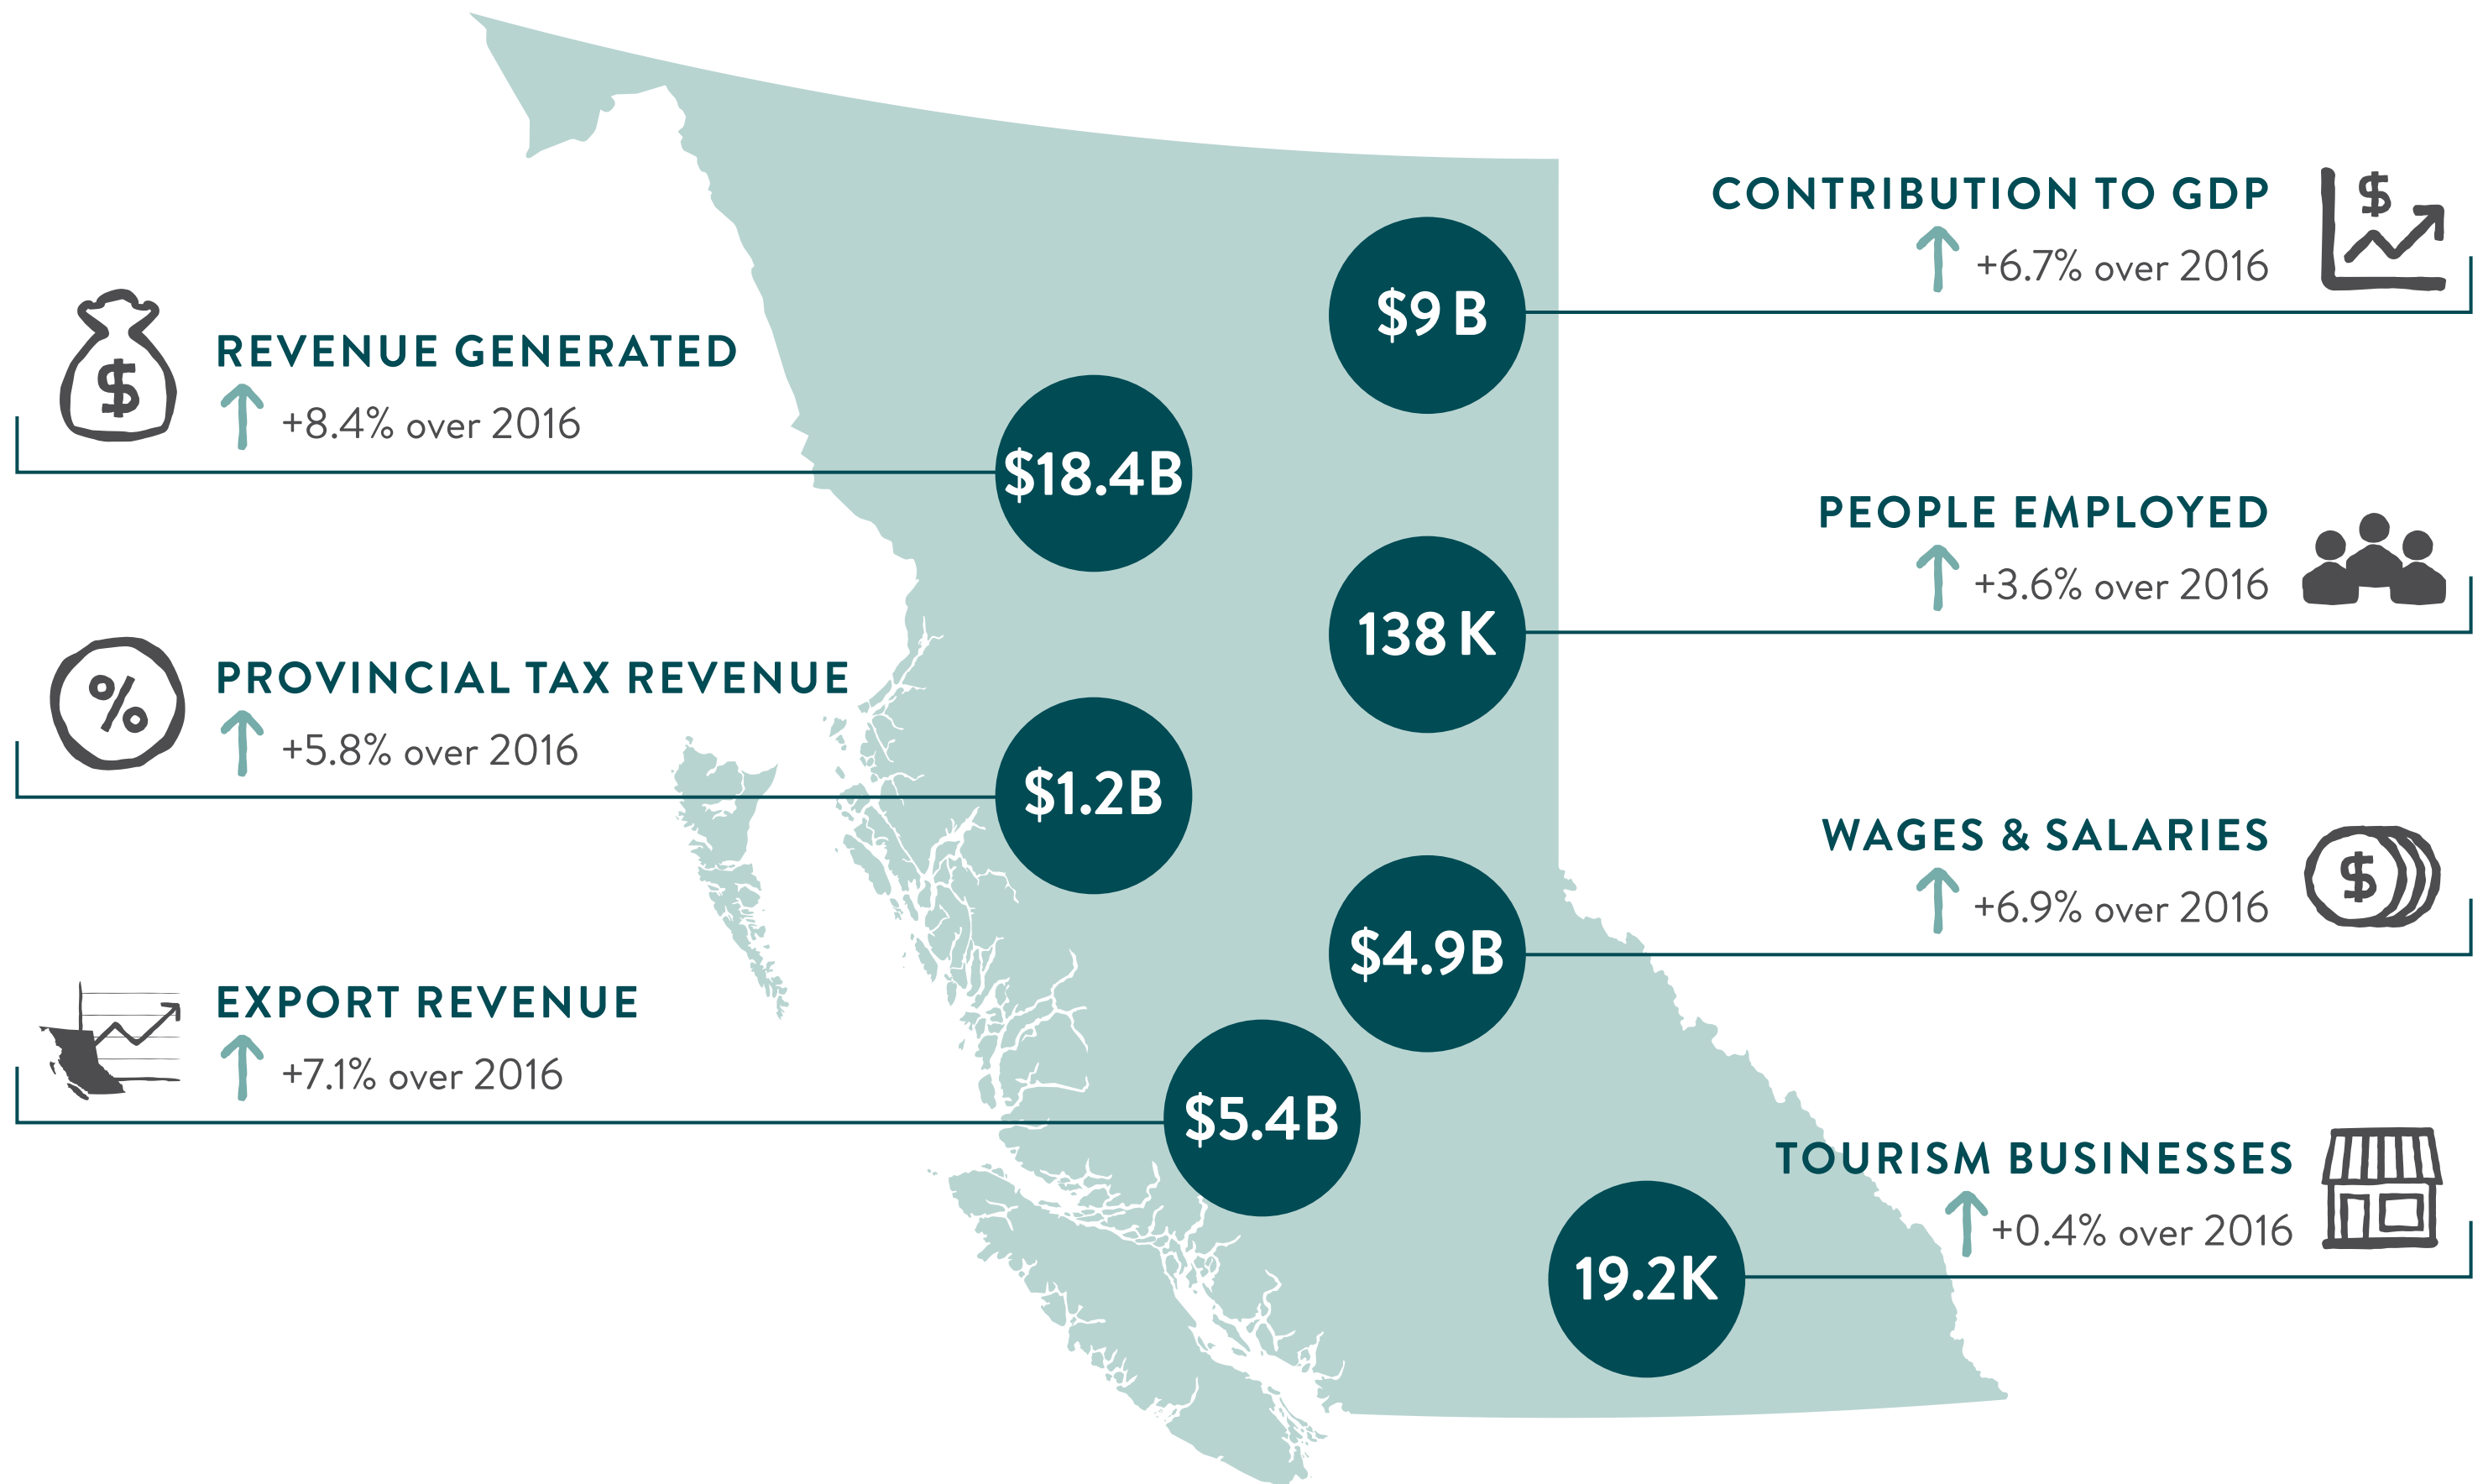 CONTRIBUTION TO GDP
+6.7% over 2016
$9 B
REVENUE GENERATED
+8.4% over 2016
$18.4B
PEOPLE EMPLOYED
+3.6% over 2016
138 K
PROVINCIAL TAX REVENUE
+5.8% over 2016
$1.2B
WAGES & SALARIES
+6.9% over 2016
$4.9B
EXPORT REVENUE
+7.1% over 2016
$5.4B
TOURISM BUSINESSES
+0.4% over 2016
19.2K